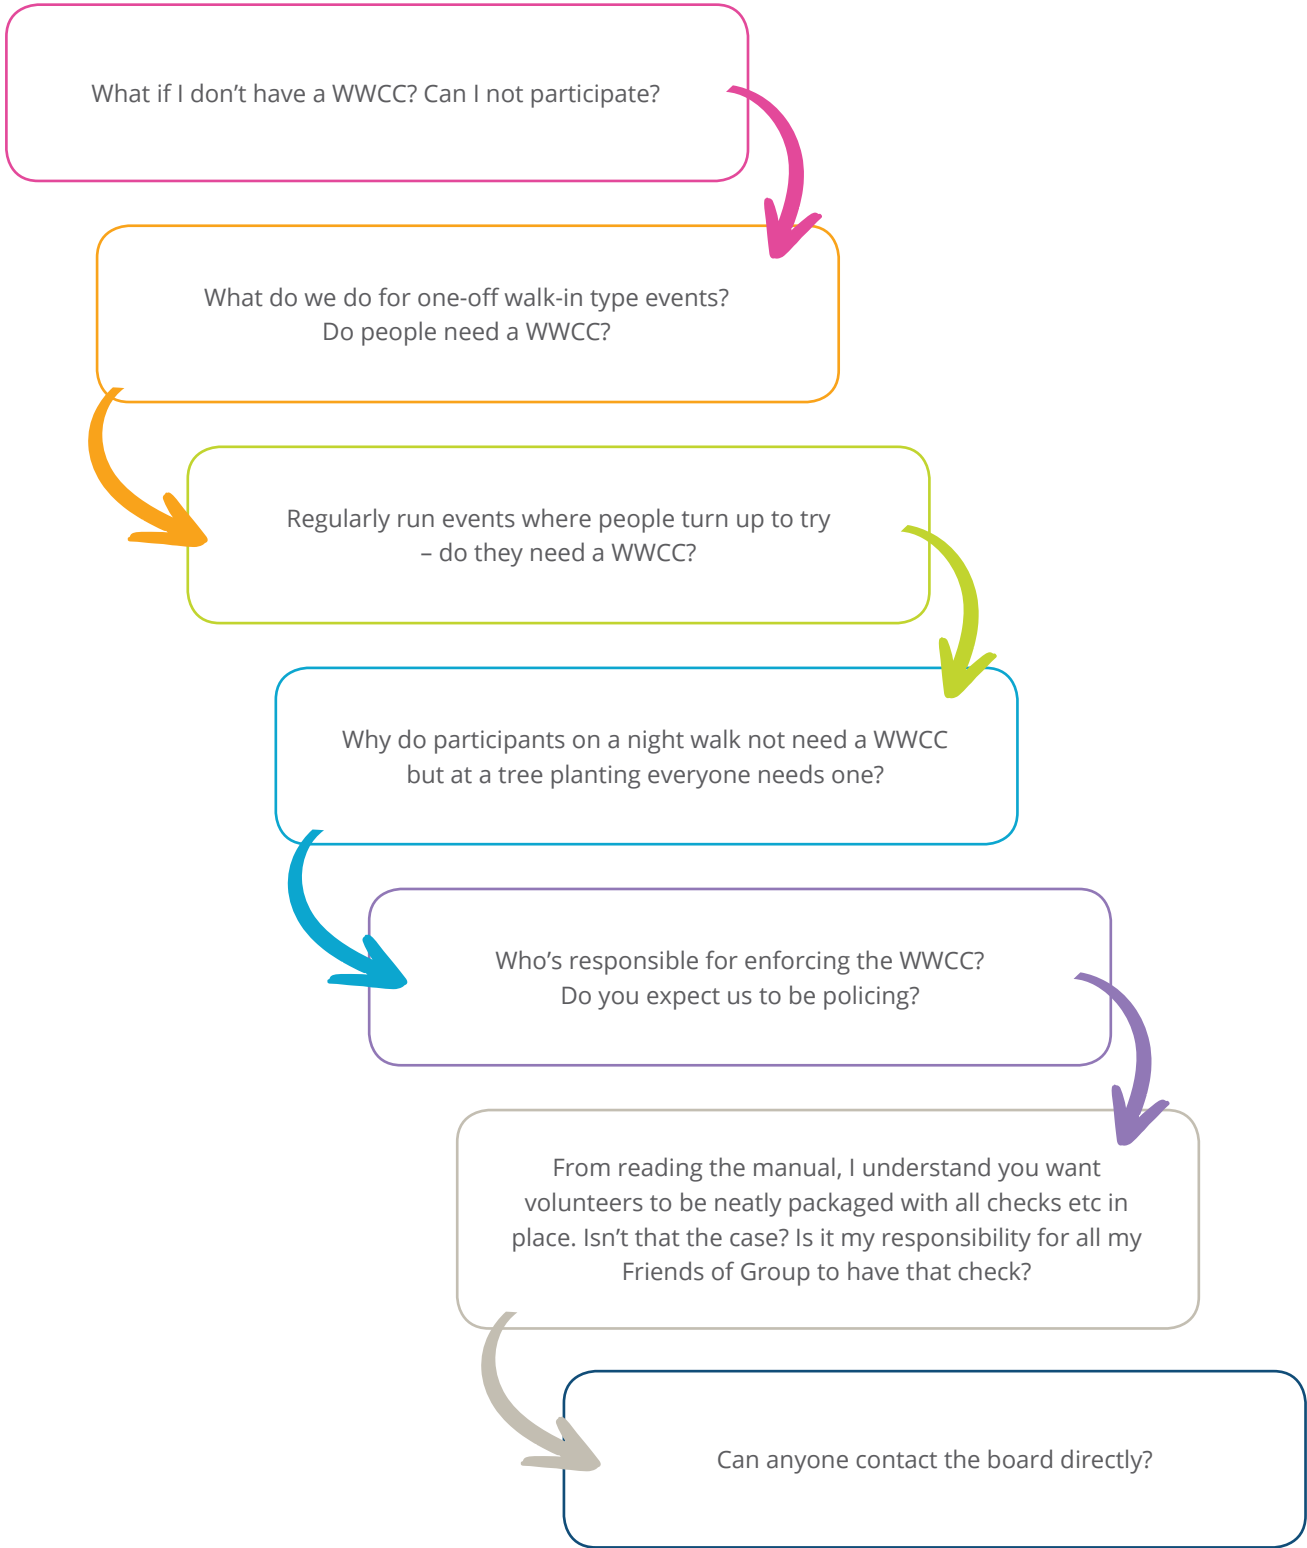 What if I don’t have a WWCC? Can I not participate?
What do we do for one-off walk-in type events?
Do people need a WWCC?
Regularly run events where people turn up to try
– do they need a WWCC?
Why do participants on a night walk not need a WWCC
but at a tree planting everyone needs one?
Who’s responsible for enforcing the WWCC?
Do you expect us to be policing?
From reading the manual, I understand you want
volunteers to be neatly packaged with all checks etc in
place. Isn’t that the case? Is it my responsibility for all my
Friends of Group to have that check?
Can anyone contact the board directly?